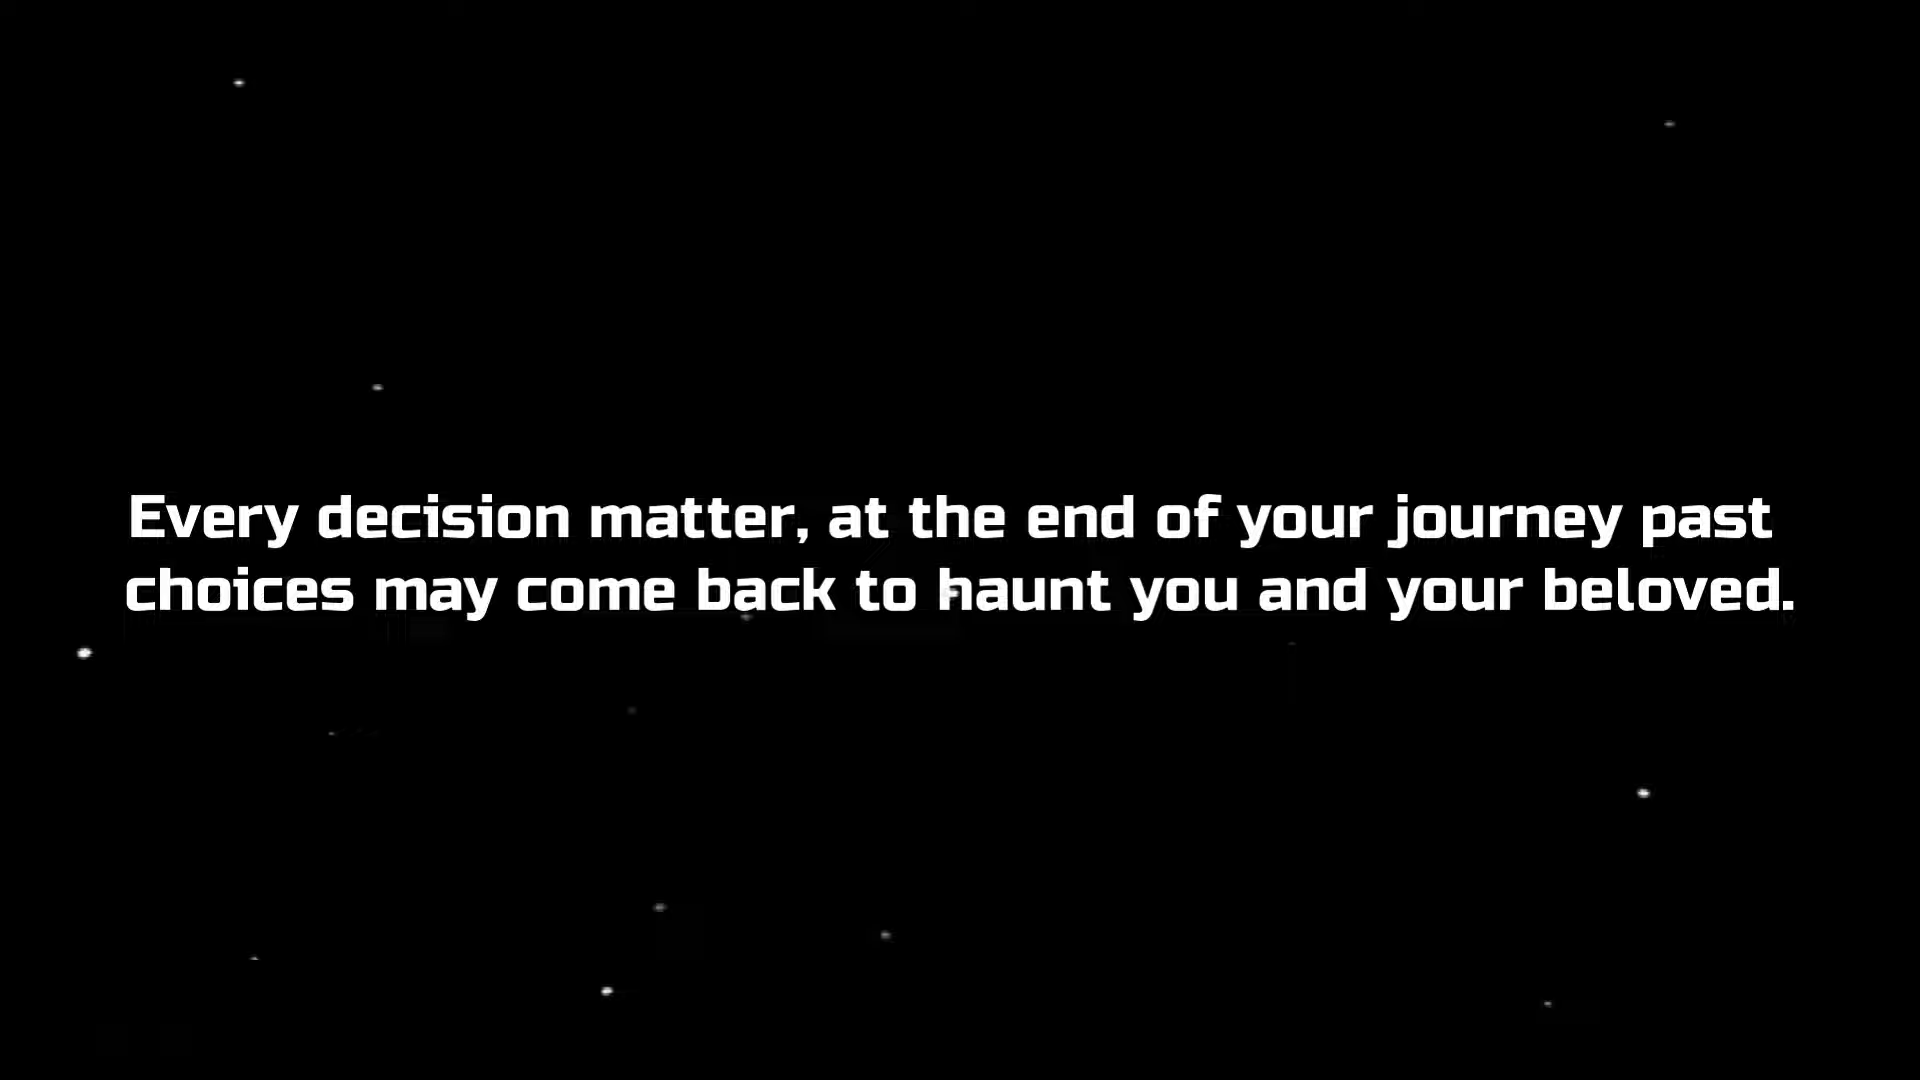 Every decision matter, at the end of your journey past
choices may come back to haunt you and your beloved.